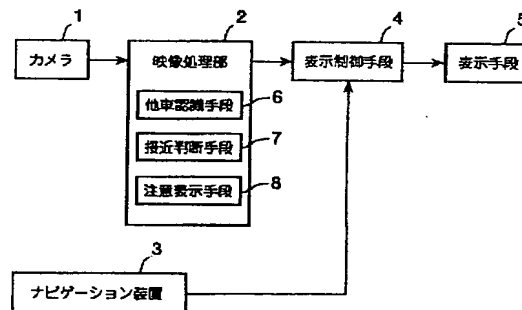 1
カメラ
2
映像処理部
6
他車認識手段
7
接近判断手段
8
注意表示手段
4
表示制御手段
5
表示手段
3
ナビゲーション装置